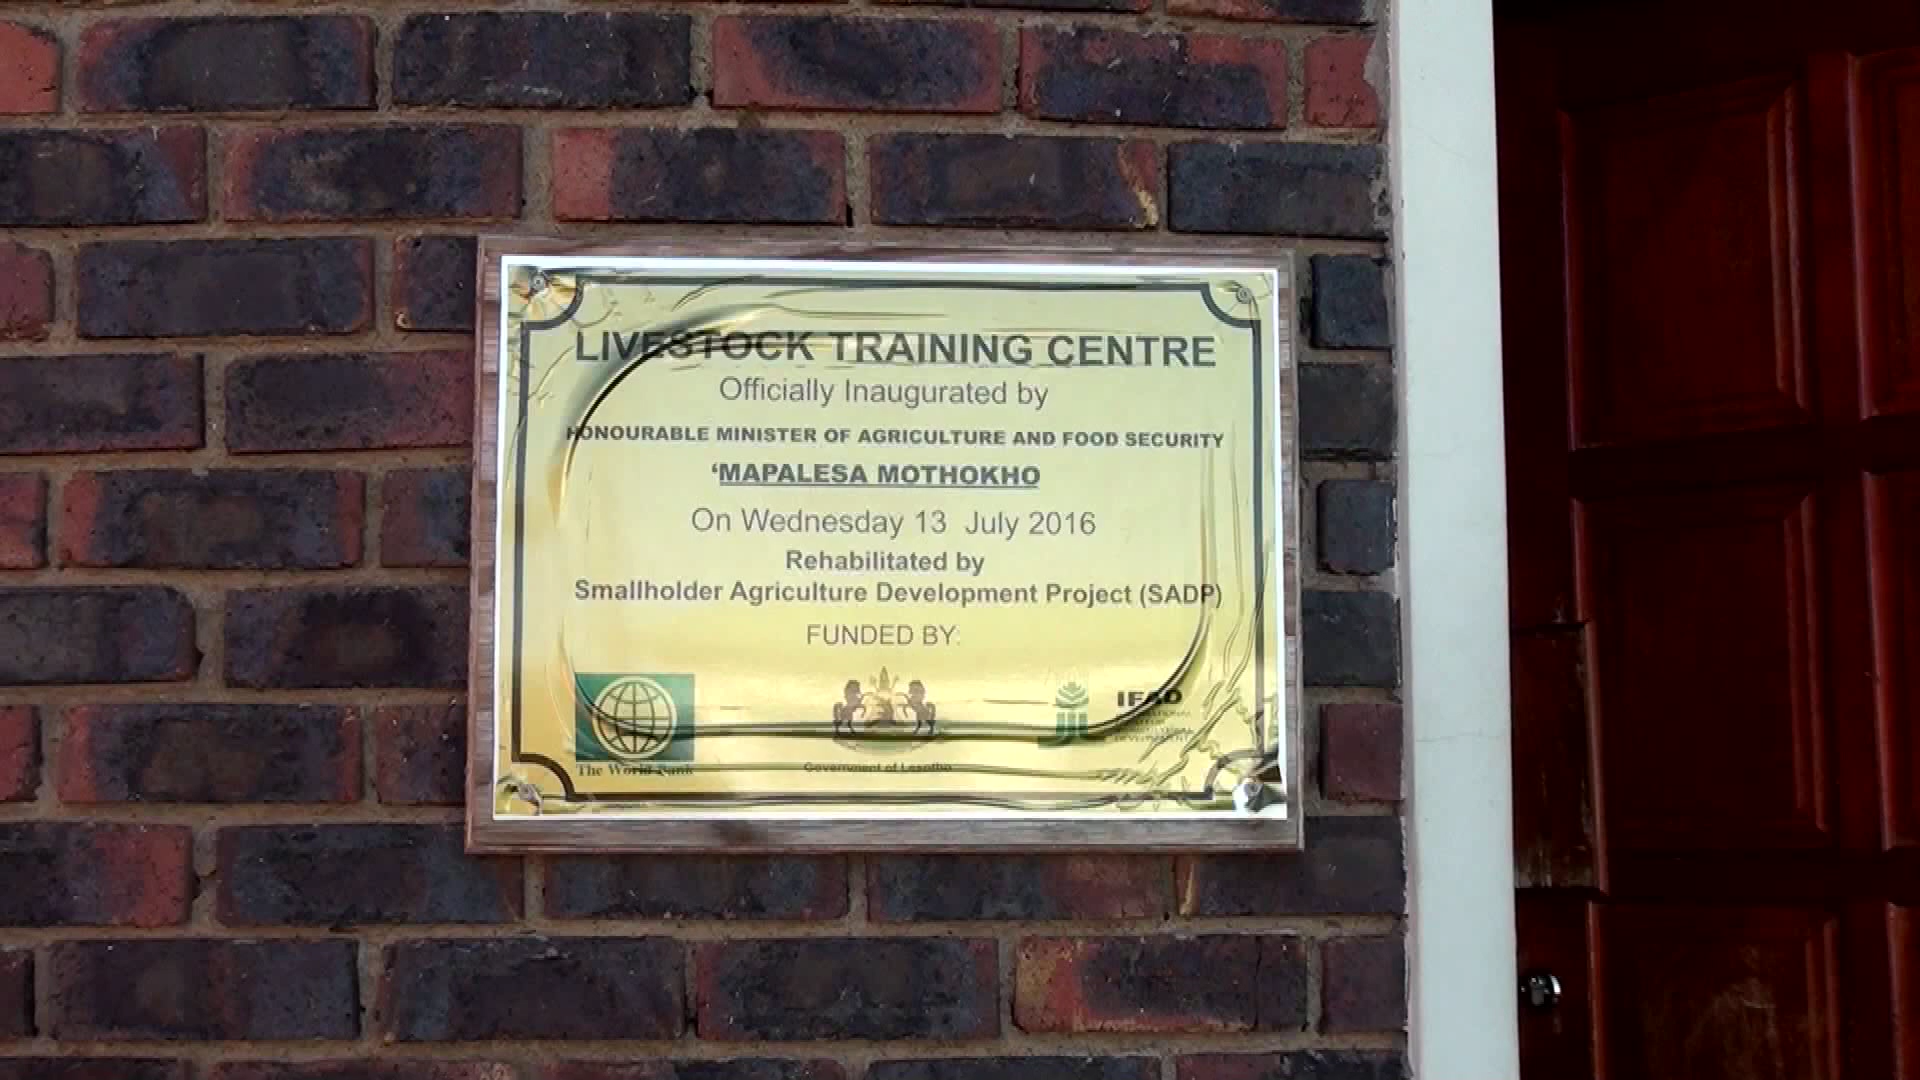 LIVESTOCK TRAINING CENTRE
Officially Inaugurated by
HONOURABLE MINISTER OF AGRICULTURE AND FOOD SECURITY
‘MAPALESA MOTHOKHO
On Wednesday 13 July 2016
Rehabilitated by
Smallholder Agriculture Development Project (SADP)
FUNDED BY:
The World Bank
Government of Lesotho
IFAD